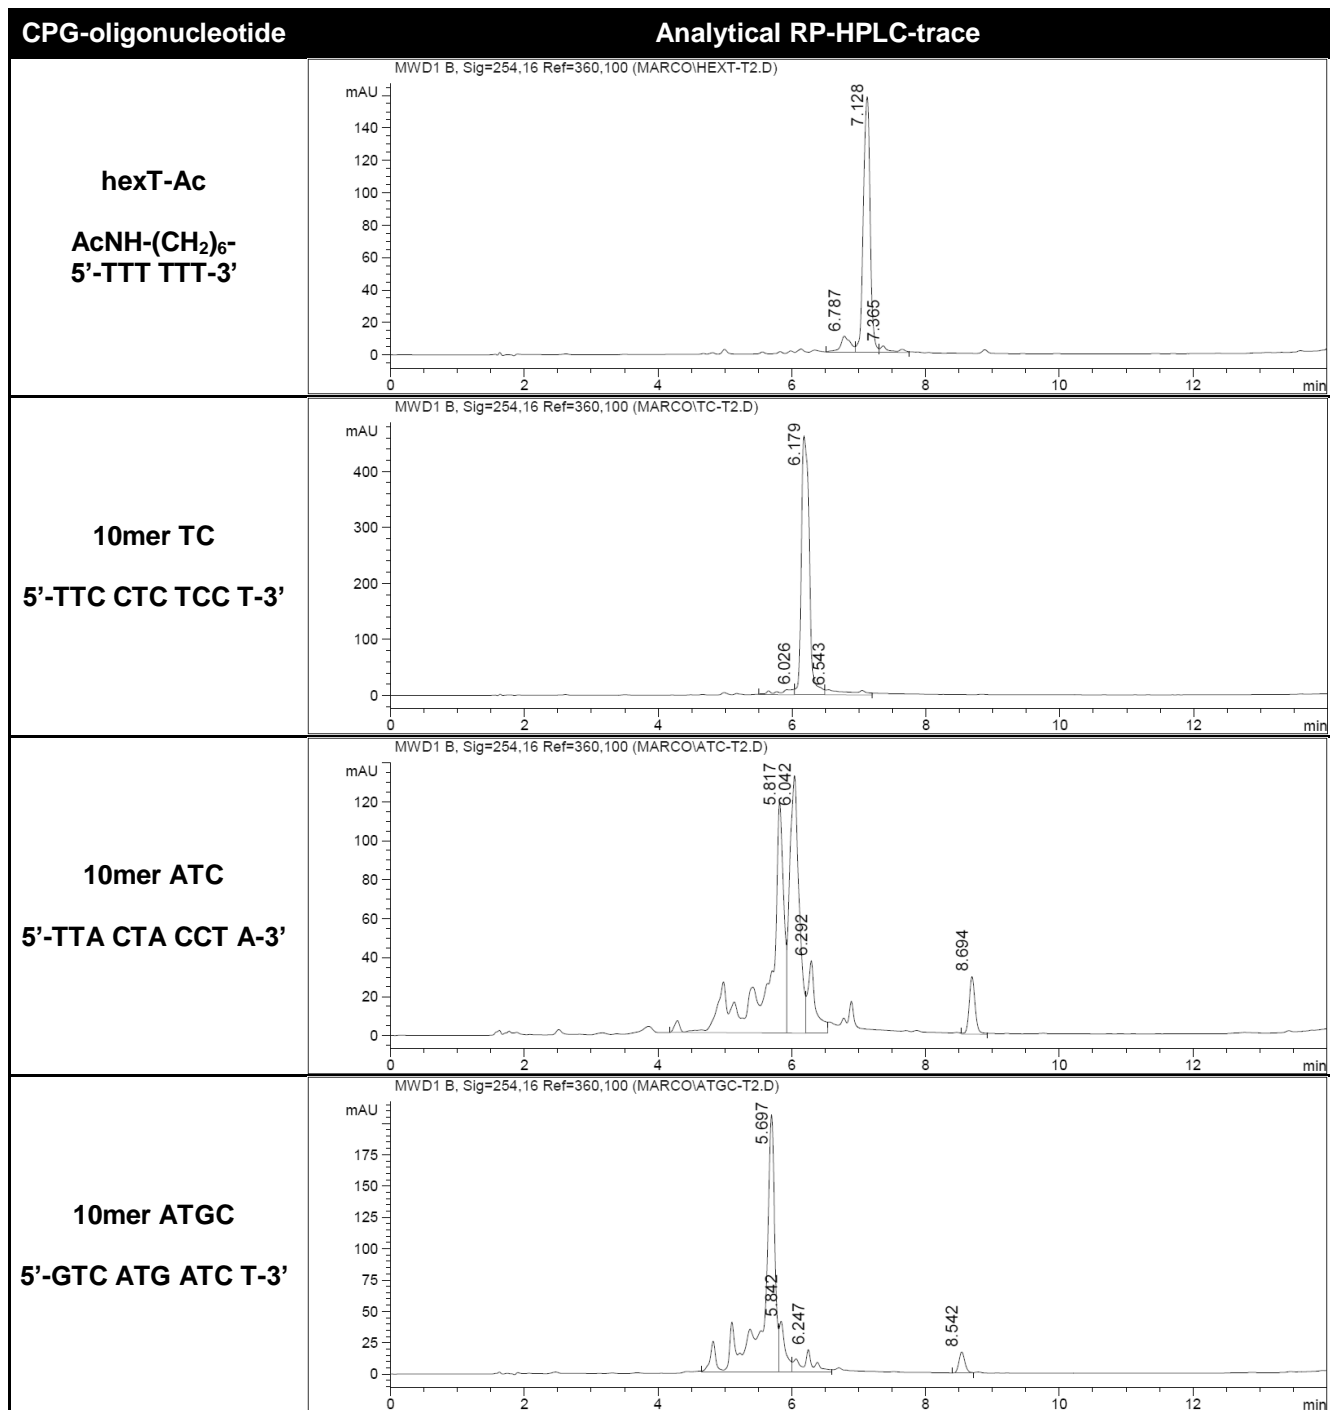 CPG-oligonucleotide
Analytical RP-HPLC-trace
hexT-Ac
AcNH-(CH₂)₆-
5’-TTT TTT-3’
MWD1 B, Sig=254,16 Ref=360,100 (MARCO\HEXT-T2.D)
mAU
140
120
100
80
60
40
20
0
6.787
7.128
7.365
0 2 4 6 8 10 12 min
10mer TC
5’-TTC CTC TCC T-3’
MWD1 B, Sig=254,16 Ref=360,100 (MARCO\TC-T2.D)
mAU
400
300
200
100
0
6.026
6.179
6.543
0 2 4 6 8 10 12 min
10mer ATC
5’-TTA CTA CCT A-3’
MWD1 B, Sig=254,16 Ref=360,100 (MARCO\ATC-T2.D)
mAU
120
100
80
60
40
20
0
5.817
6.042
6.292
8.694
0 2 4 6 8 10 12 min
10mer ATGC
5’-GTC ATG ATC T-3’
MWD1 B, Sig=254,16 Ref=360,100 (MARCO\ATGC-T2.D)
mAU
175
150
125
100
75
50
25
0
5.697
5.842
6.247
8.542
0 2 4 6 8 10 12 min